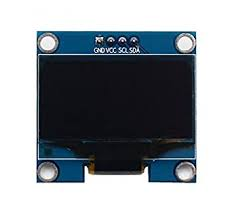 GND VCC SCL SDA